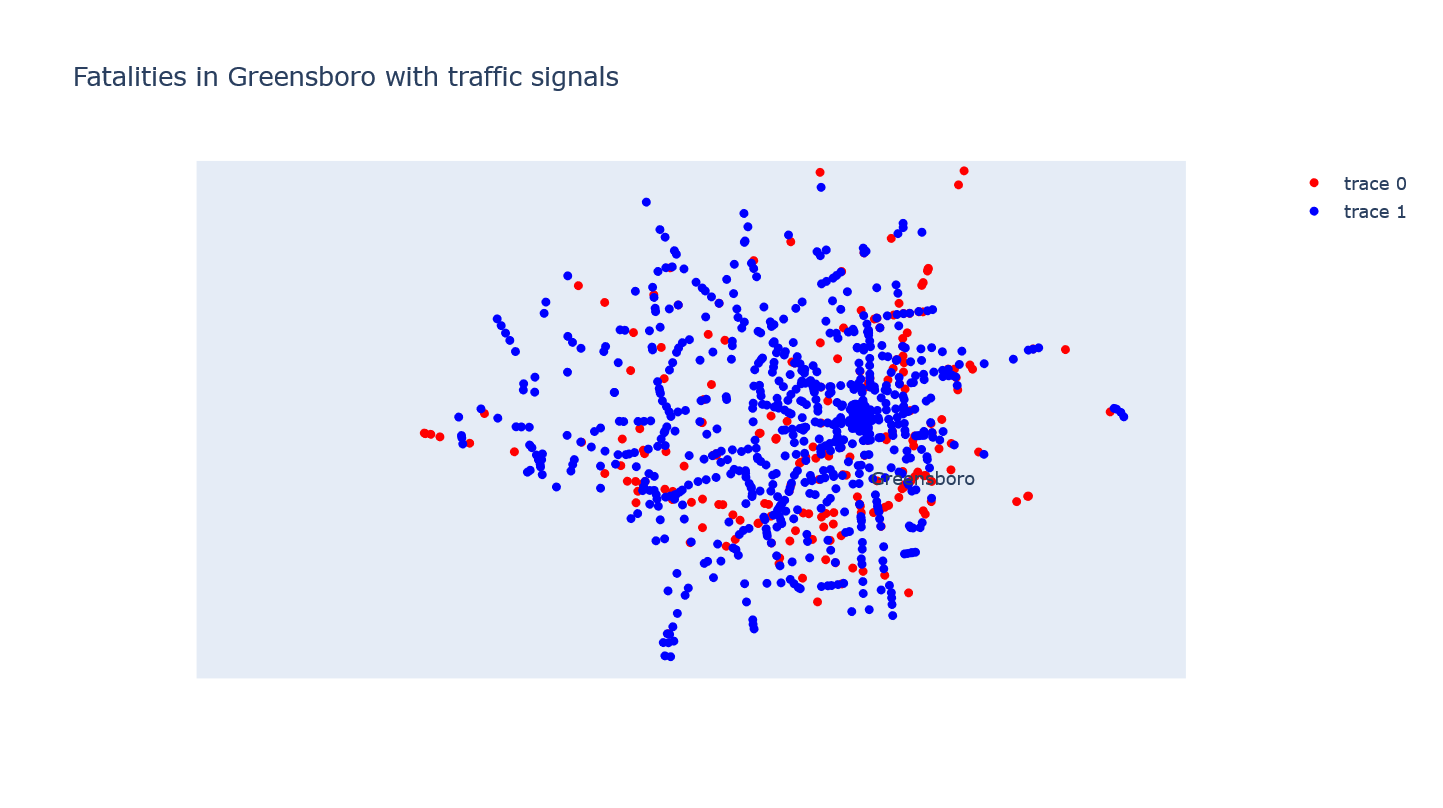 Fatalities in Greensboro with traffic signals
trace 0
trace 1
Greensboro